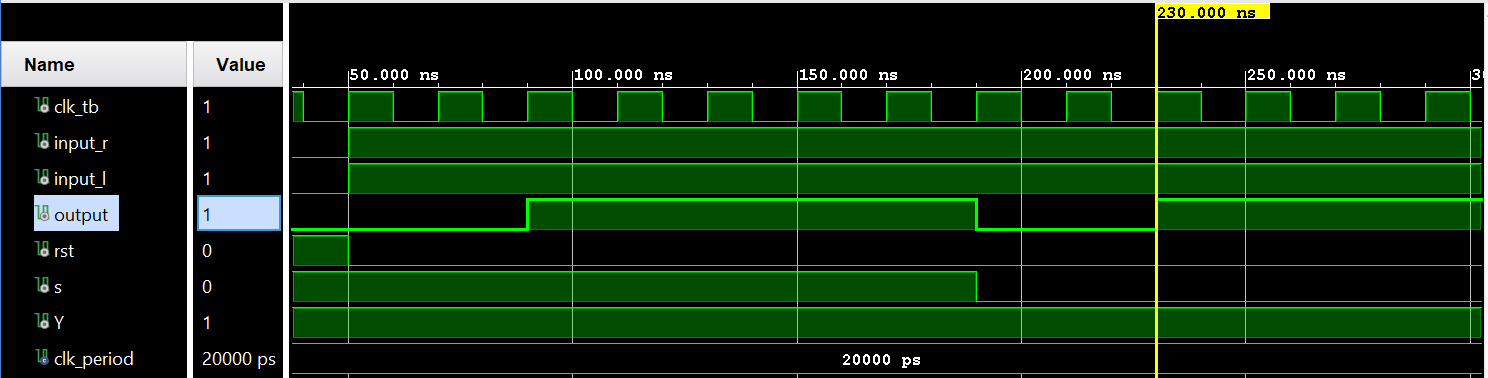 230.000 ns
Name Value
50.000 ns 100.000 ns 150.000 ns 200.000 ns 250.000 ns
clk_tb 1
input_r 1
input_l 1
output 1
rst 0
s 0
Y 1
clk_period 20000 ps 20000 ps